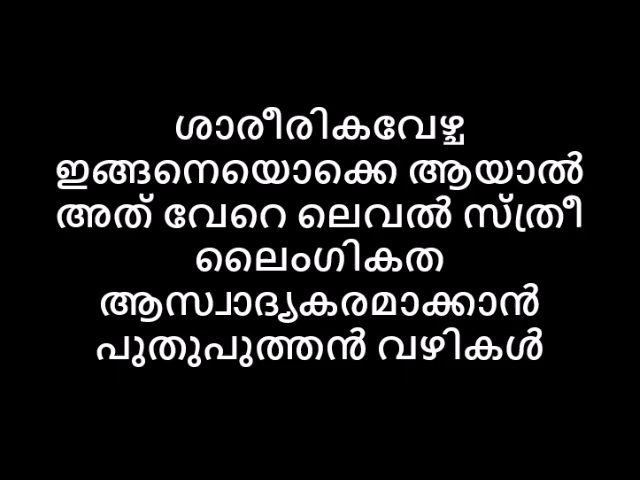 ശാരീരികവേഴ്ച
ഇങ്ങനെയൊക്കെ ആയാൽ
അത് വേറെ ലെവൽ സ്ത്രീ
ലൈംഗികത
ആസ്വാദ്യകരമാക്കാൻ
പുതുപുത്തൻ വഴികൾ